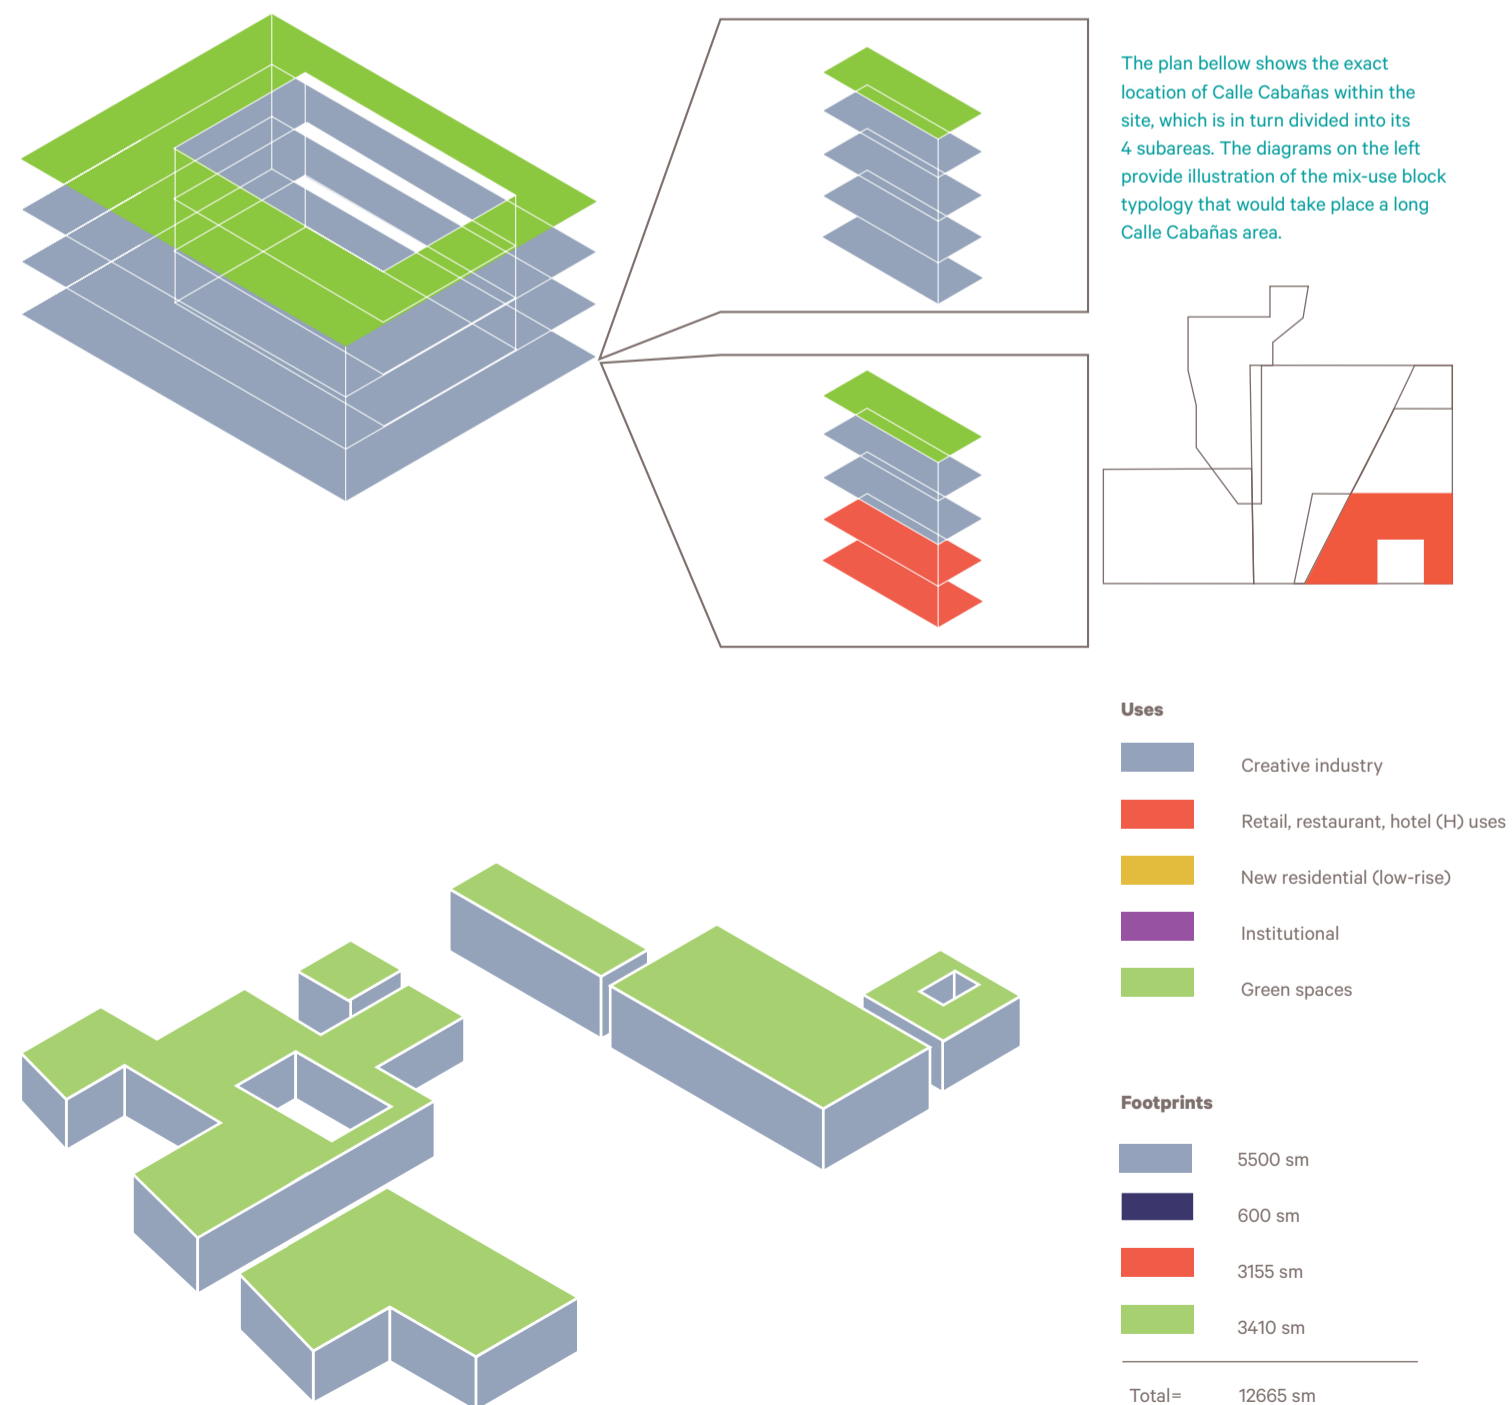 The plan bellow shows the exact
location of Calle Cabañas within the
site, which is in turn divided into its
4 subareas. The diagrams on the left
provide illustration of the mix-use block
typology that would take place a long
Calle Cabañas area.
Uses
Creative industry
Retail, restaurant, hotel (H) uses
New residential (low-rise)
Institutional
Green spaces
Footprints
5500 sm
600 sm
3155 sm
3410 sm
Total= 12665 sm